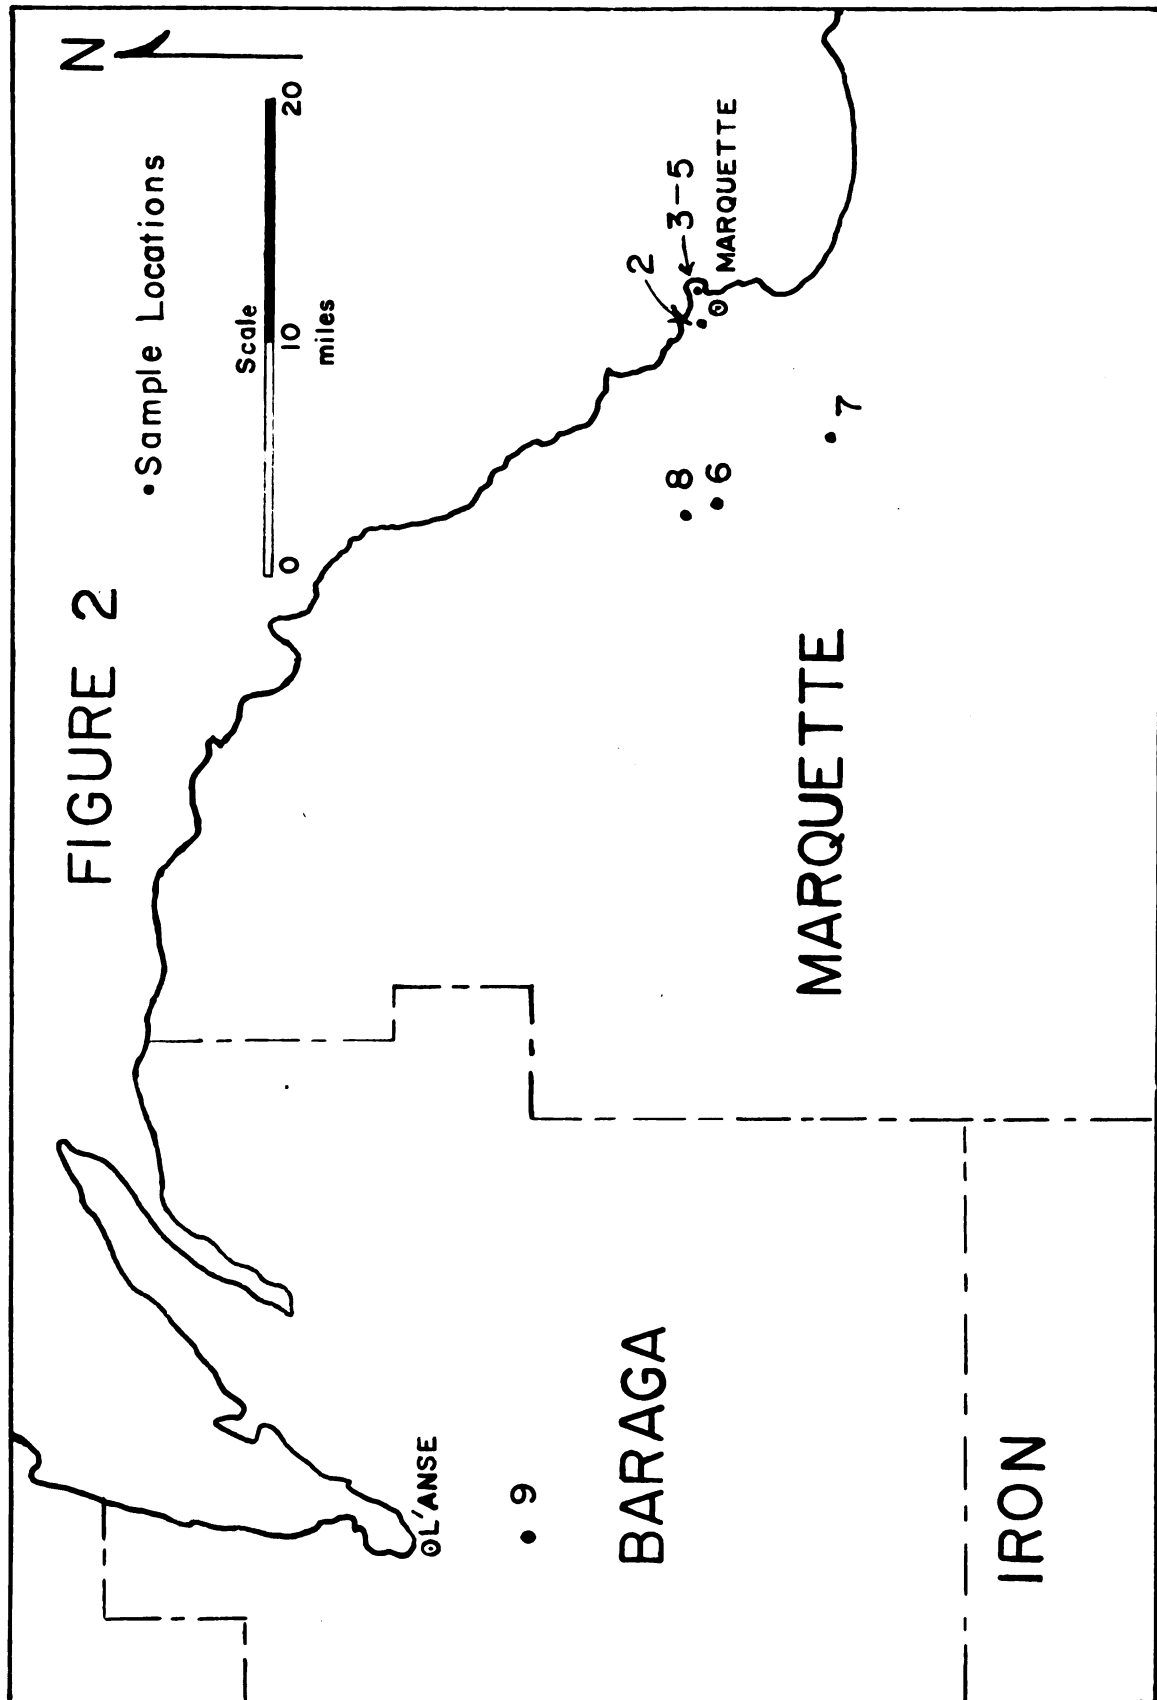 FIGURE 2
N
•Sample Locations
Scale
0 10 20
miles
2
3-5
MARQUETTE
8
6
7
MARQUETTE
L'ANSE
9
BARAGA
IRON